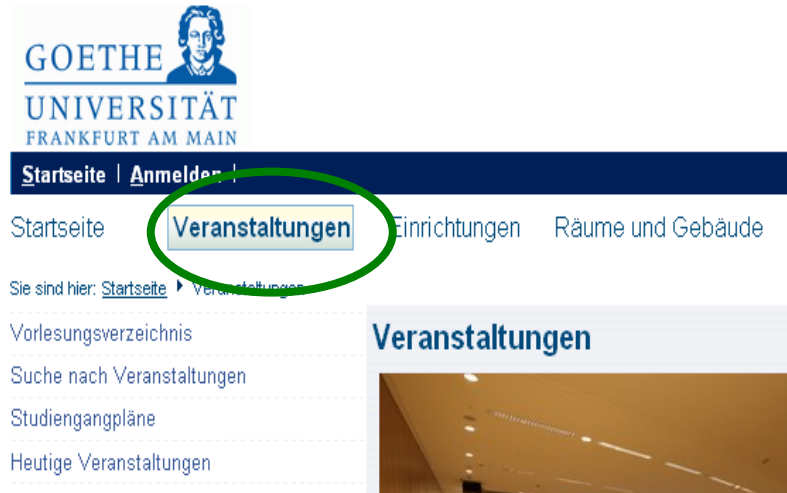 GOETHE
UNIVERSITÄT
FRANKFURT AM MAIN
Startseite | Anmelden |
Startseite Veranstaltungen Einrichtungen Räume und Gebäude
Sie sind hier: Startseite Veranstaltungen
Vorlesungsverzeichnis
Veranstaltungen
Suche nach Veranstaltungen
Studiengangpläne
Heutige Veranstaltungen